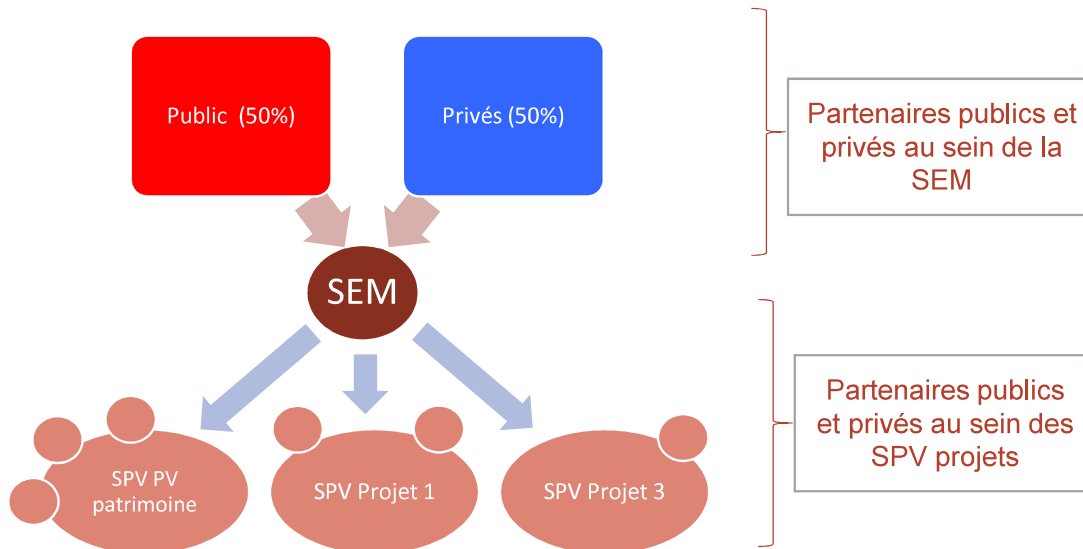 Public (50%)
Privés (50%)
Partenaires publics et
privés au sein de la
SEM
SEM
SPV PV
patrimoine
SPV Projet 1
SPV Projet 3
Partenaires publics
et privés au sein des
SPV projets